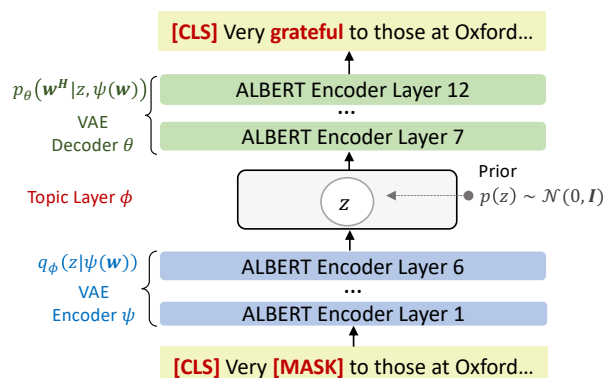 [CLS] Very grateful to those at Oxford...
p_θ(w^H|z, ψ(w))
VAE
Decoder θ
ALBERT Encoder Layer 12
...
ALBERT Encoder Layer 7
Topic Layer ϕ
z
Prior
p(z) ~ 𝒩(0, I)
q_ϕ(z|ψ(w))
VAE
Encoder ψ
ALBERT Encoder Layer 6
...
ALBERT Encoder Layer 1
[CLS] Very [MASK] to those at Oxford...